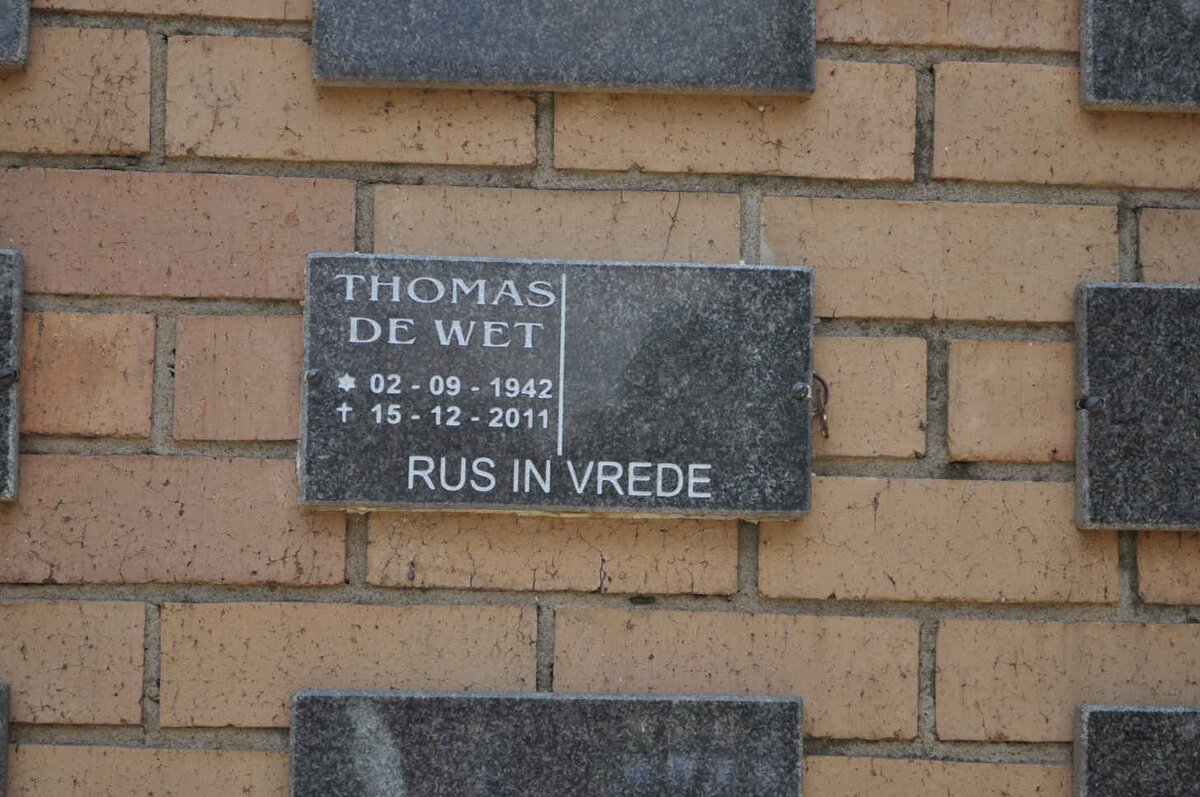 THOMAS
DE WET
02 - 09 - 1942
✝ 15 - 12 - 2011
RUS IN VREDE